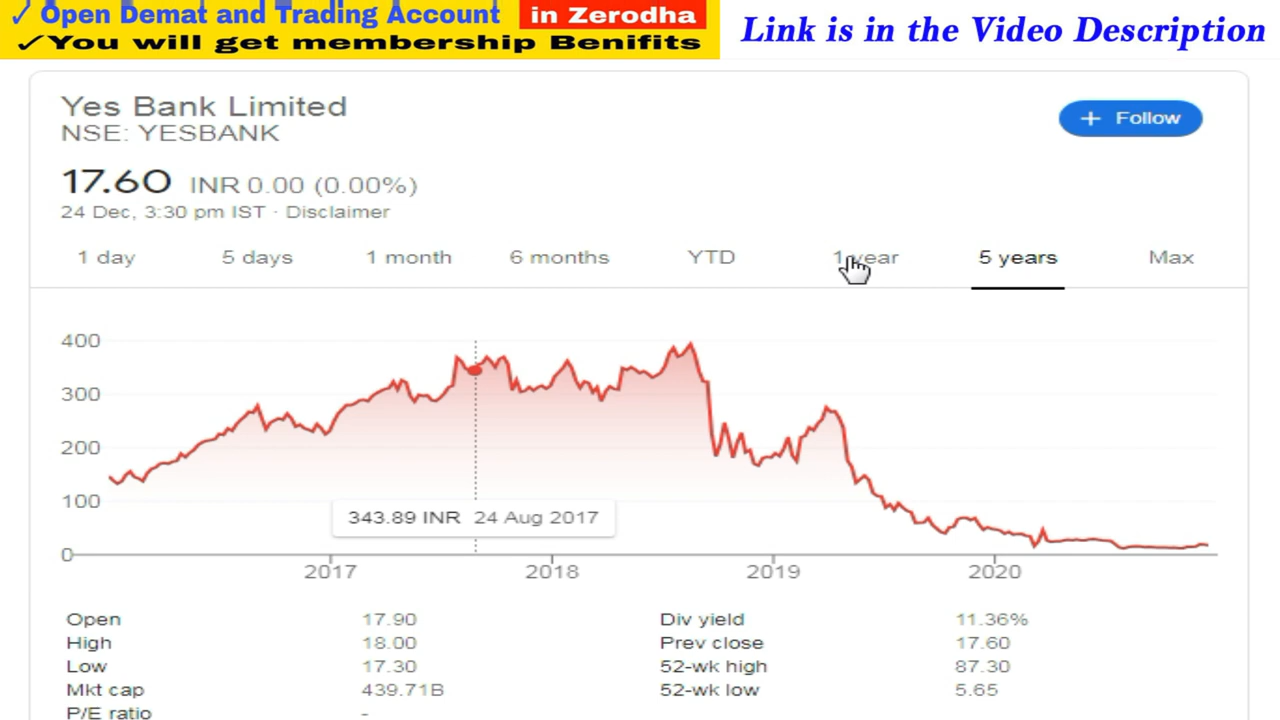 ✓ Open Demat and Trading Account in Zerodha
✓You will get membership Benifits
Link is in the Video Description
Yes Bank Limited
NSE: YESBANK
+ Follow
17.60 INR 0.00 (0.00%)
24 Dec, 3:30 pm IST · Disclaimer
1 day 5 days 1 month 6 months YTD 1 year 5 years Max
400
300
200
100
0
343.89 INR 24 Aug 2017
2017 2018 2019 2020
Open 17.90 Div yield 11.36%
High 18.00 Prev close 17.60
Low 17.30 52-wk high 87.30
Mkt cap 439.71B 52-wk low 5.65
P/E ratio -